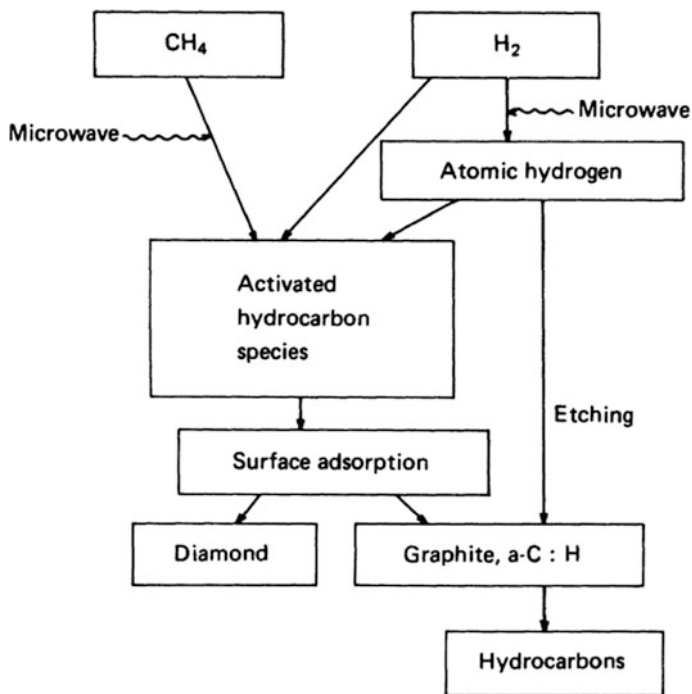 CH₄
H₂
Microwave
Microwave
Atomic hydrogen
Activated
hydrocarbon
species
Etching
Surface adsorption
Diamond
Graphite, a-C : H
Hydrocarbons